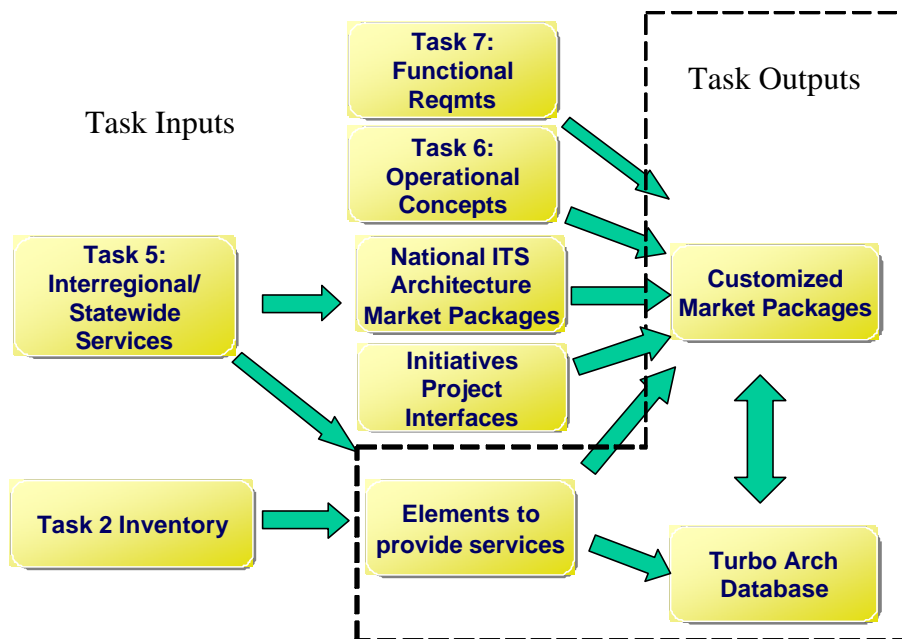 Task Inputs
Task Outputs
Task 7:
Functional
Reqmts
Task 6:
Operational
Concepts
Task 5:
Interregional/
Statewide
Services
National ITS
Architecture
Market Packages
Customized
Market Packages
Initiatives
Project
Interfaces
Task 2 Inventory
Elements to
provide services
Turbo Arch
Database